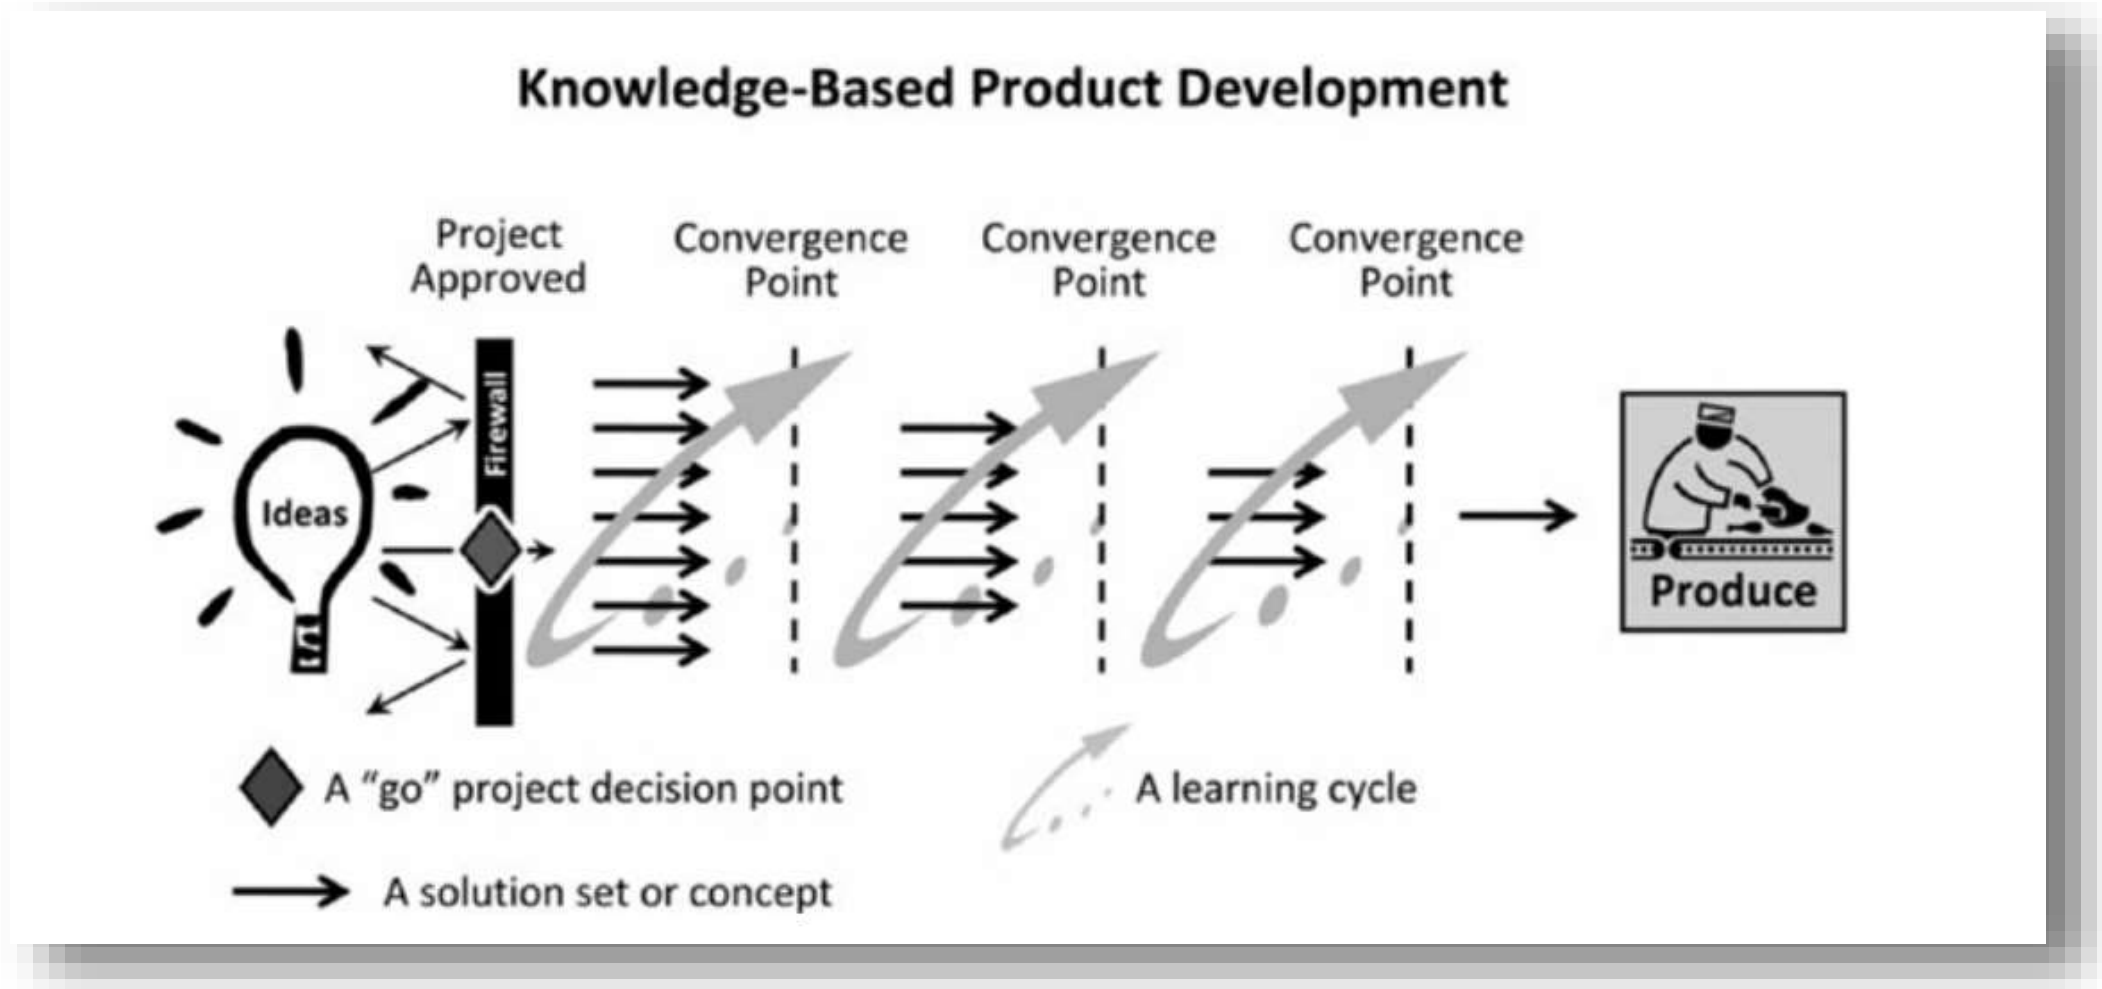 Knowledge-Based Product Development
Project
Approved
Convergence
Point
Convergence
Point
Convergence
Point
Firewall
Ideas
Produce
A “go” project decision point
A learning cycle
A solution set or concept